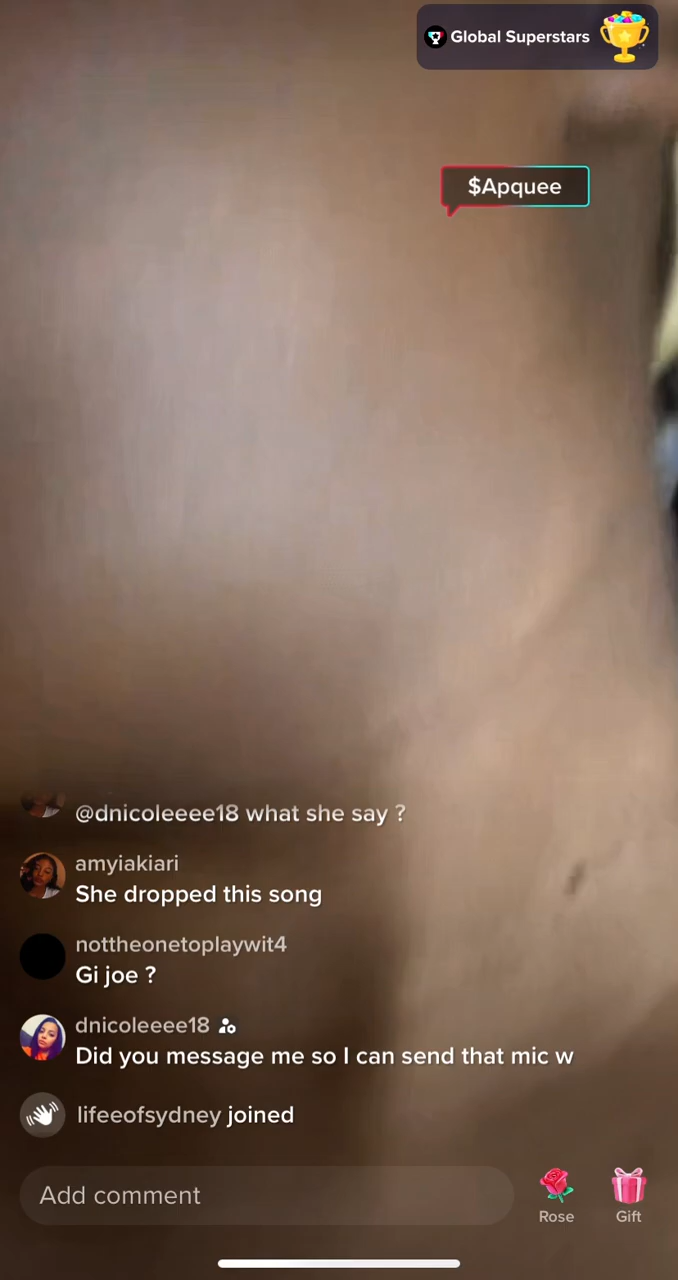 Global Superstars
$Apquee
@dnicoleeee18 what she say ?
amyiakiari
She dropped this song
nottheonetoplaywit4
Gi joe ?
dnicoleeee18
Did you message me so I can send that mic w
lifeeofsydney joined
Add comment
Rose
Gift